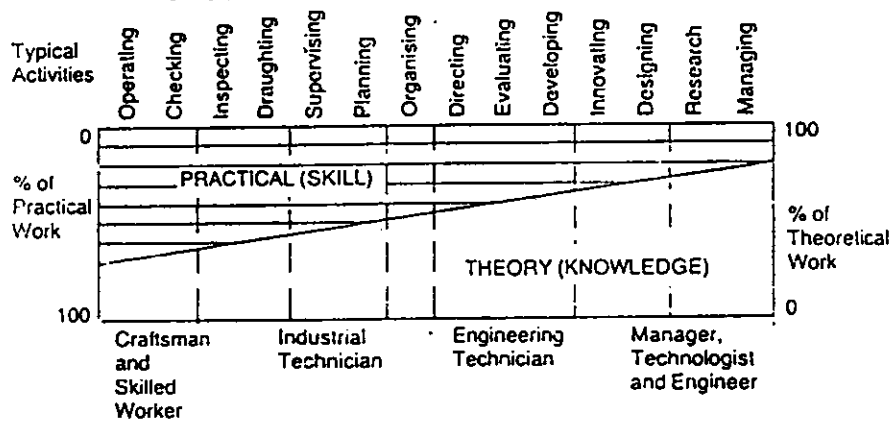 Typical
Activities
Operating
Checking
Inspecting
Draughting
Supervising
Planning
Organising
Directing
Evaluating
Developing
Innovating
Designing
Research
Managing
0
100
PRACTICAL (SKILL)
% of
Practical
Work
% of
Theoretical
Work
THEORY (KNOWLEDGE)
100
0
Craftsman
and
Skilled
Worker
Industrial
Technician
Engineering
Technician
Manager,
Technologist
and Engineer